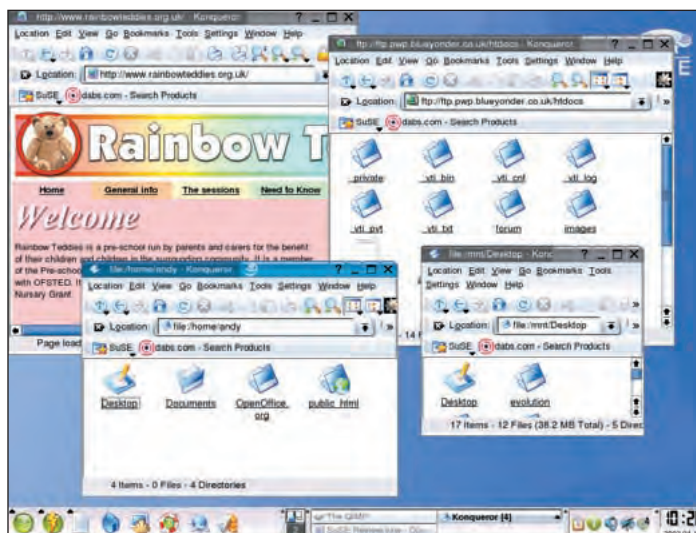 http://www.rainbowteddies.org.uk/ - Konqueror
Location Edit View Go Bookmarks Tools Settings Window Help
Location: http://www.rainbowteddies.org.uk/
SuSE dabs.com - Search Products
Rainbow T
Home General info The sessions Need to Know
Welcome
Rainbow Teddies is a pre-school run by parents and carers for the benefit
of their children and children in the surrounding community. It is a member
of the Pre-schoo
with OFSTED. It
Nursary Grant.
Page load
ftp://ftp.pwp.blueyonder.co.uk/htdocs - Konqueror
Location Edit View Go Bookmarks Tools Settings Window Help
Location: ftp://ftp.pwp.blueyonder.co.uk/htdocs
SuSE dabs.com - Search Products
_private _vti_bin _vti_cnf _vti_log
_vti_pvt _vti_txt forum images
14
file:/home/andy - Konqueror
Location Edit View Go Bookmarks Tools Settings Window Help
Location: file:/home/andy
SuSE dabs.com - Search Products
Desktop Documents OpenOffice.org public_html
4 Items - 0 Files - 4 Directories
file:/mnt/Desktop - Konq
Location Edit View Go Bookmarks Tools
Settings Window Help
Location: file:/mnt/Desktop
SuSE dabs.com - Search Products
Desktop evolution
17 Items - 12 Files (38.2 MB Total) - 5 Direc
TE
The GIMP
Konqueror [4]
10:2